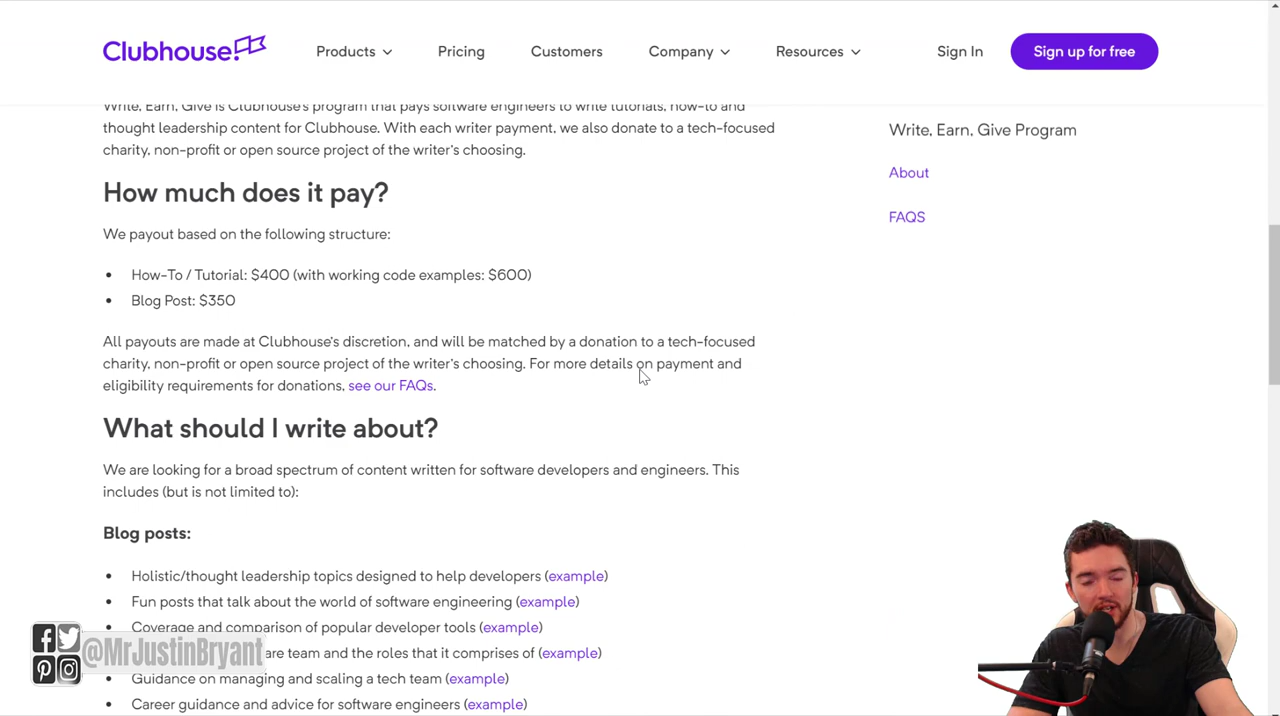 Clubhouse
Products
Pricing
Customers
Company
Resources
Sign In
Sign up for free
Write, Earn, Give is Clubhouse's program that pays software engineers to write tutorials, how-to and
thought leadership content for Clubhouse. With each writer payment, we also donate to a tech-focused
charity, non-profit or open source project of the writer's choosing.
How much does it pay?
We payout based on the following structure:
• How-To / Tutorial: $400 (with working code examples: $600)
• Blog Post: $350
All payouts are made at Clubhouse's discretion, and will be matched by a donation to a tech-focused
charity, non-profit or open source project of the writer's choosing. For more details on payment and
eligibility requirements for donations, see our FAQs.
What should I write about?
We are looking for a broad spectrum of content written for software developers and engineers. This
includes (but is not limited to):
Blog posts:
• Holistic/thought leadership topics designed to help developers (example)
• Fun posts that talk about the world of software engineering (example)
• Coverage and comparison of popular developer tools (example)
are team and the roles that it comprises of (example)
• Guidance on managing and scaling a tech team (example)
• Career guidance and advice for software engineers (example)
Write, Earn, Give Program
About
FAQS
@MrJustinBryant